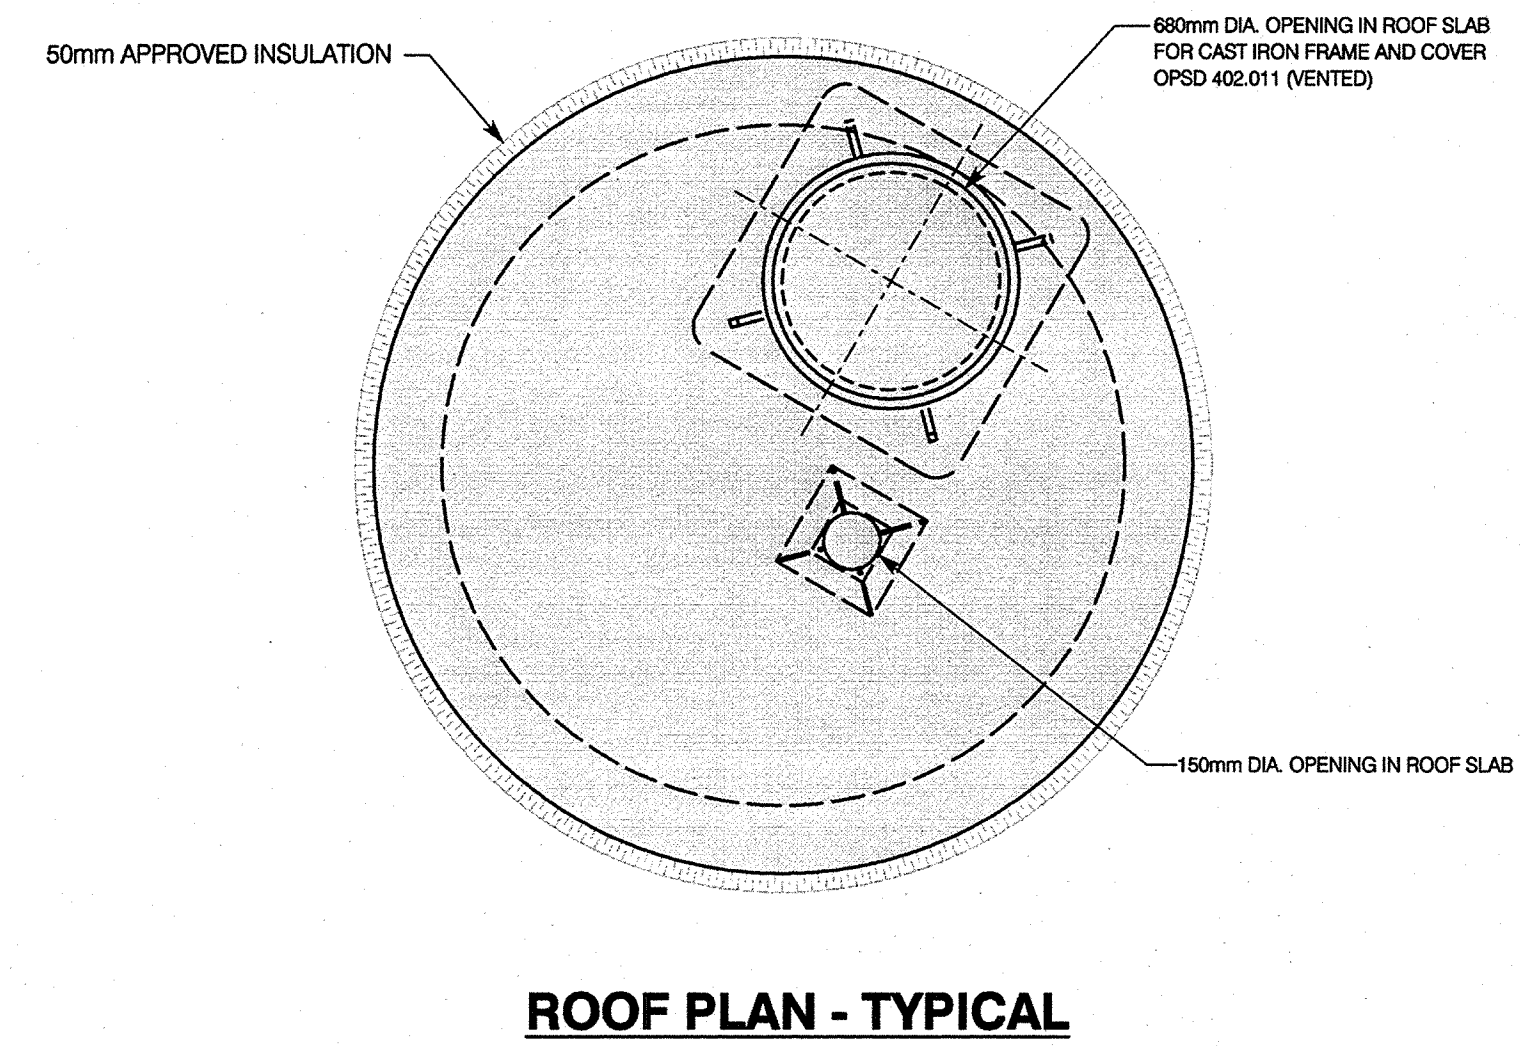 50mm APPROVED INSULATION
680mm DIA. OPENING IN ROOF SLAB
FOR CAST IRON FRAME AND COVER
OPSD 402.011 (VENTED)
150mm DIA. OPENING IN ROOF SLAB
ROOF PLAN - TYPICAL